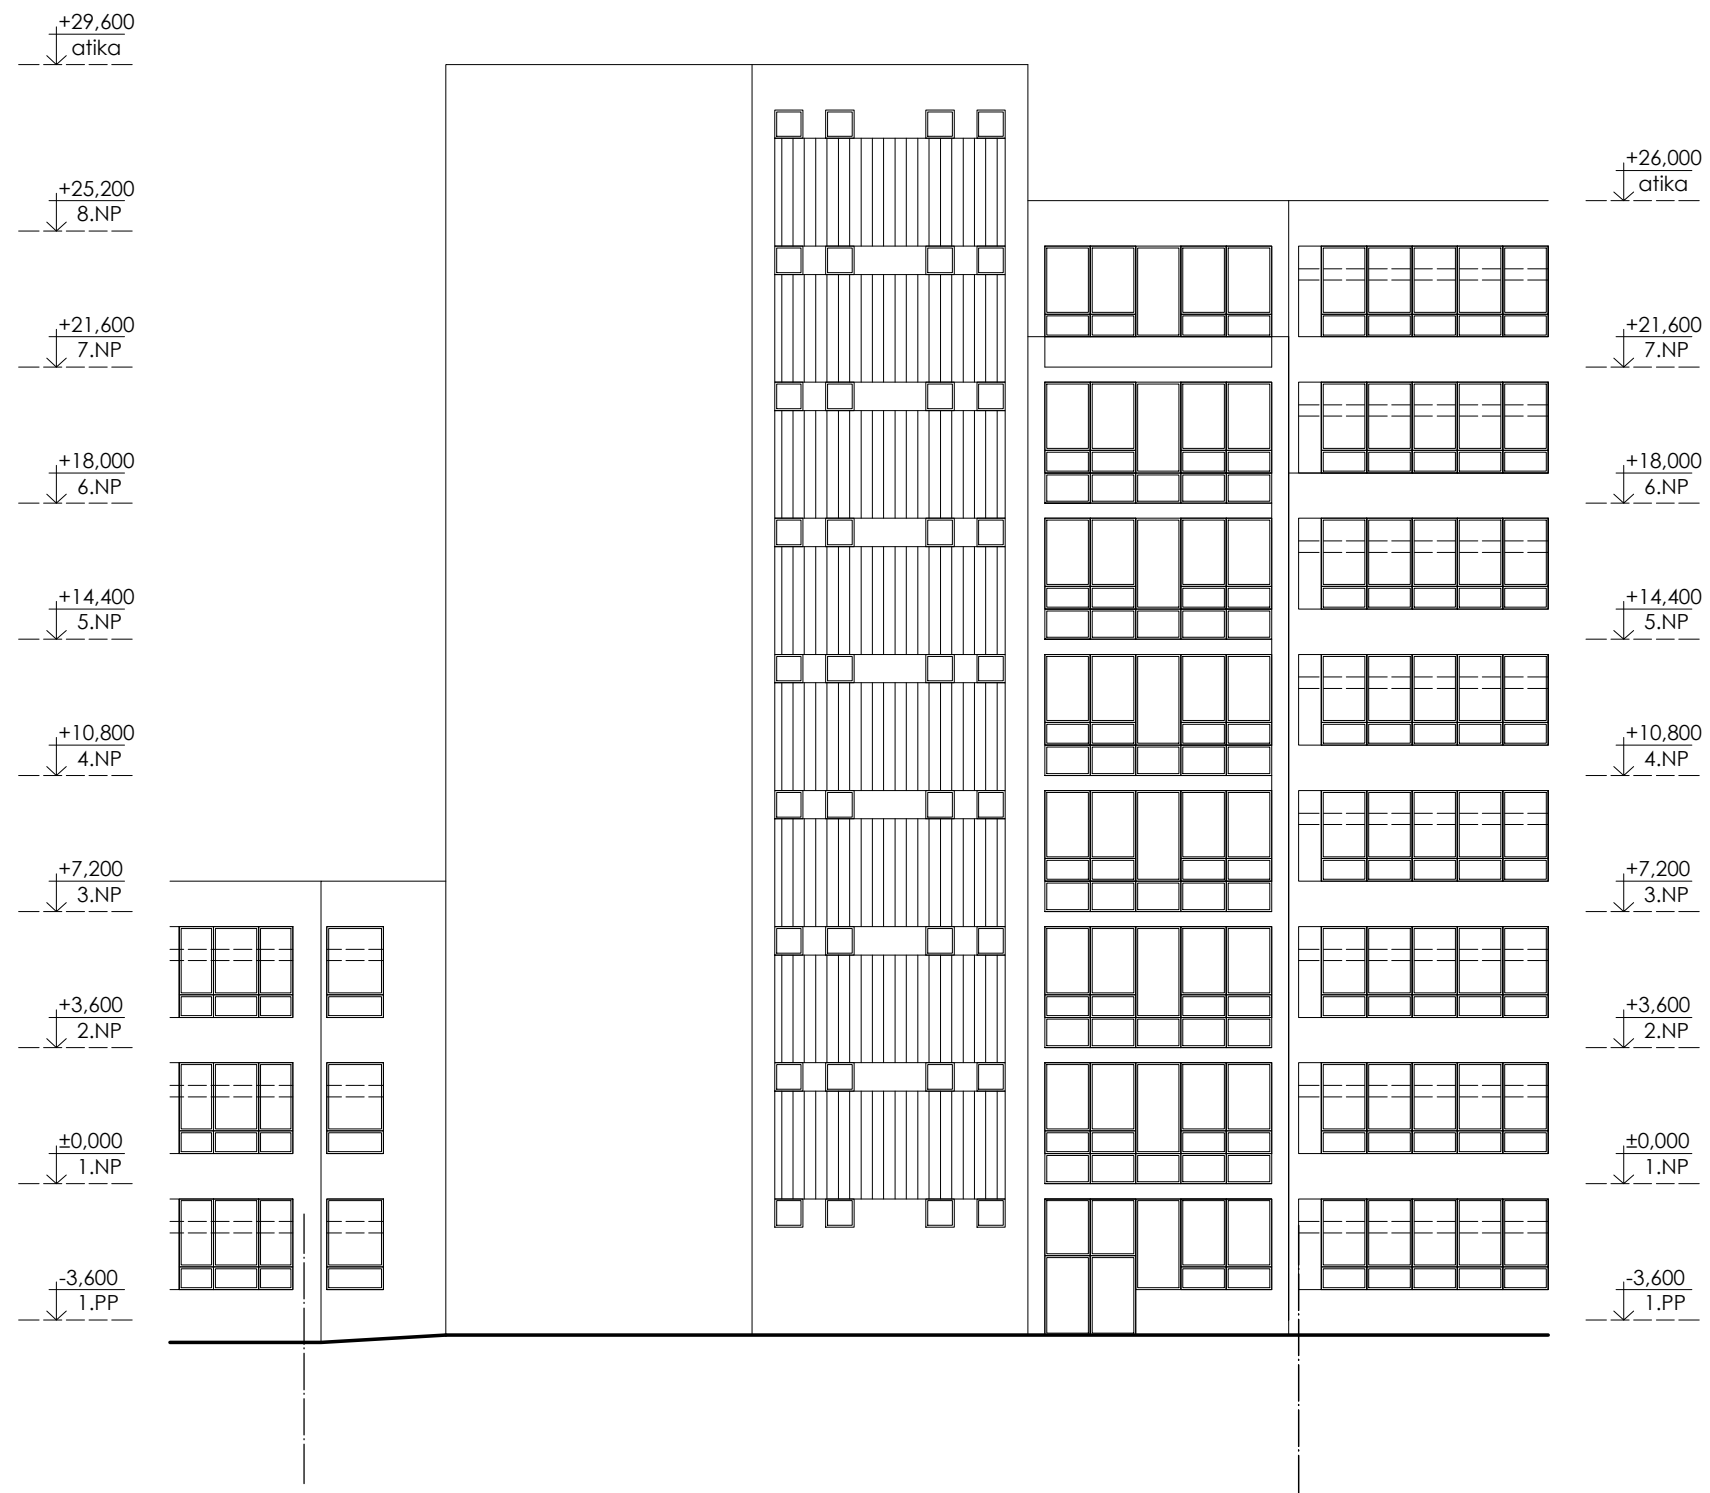 +29,600
atika
+25,200
8.NP
+21,600
7.NP
+18,000
6.NP
+14,400
5.NP
+10,800
4.NP
+7,200
3.NP
+3,600
2.NP
±0,000
1.NP
-3,600
1.PP
+26,000
atika
+21,600
7.NP
+18,000
6.NP
+14,400
5.NP
+10,800
4.NP
+7,200
3.NP
+3,600
2.NP
±0,000
1.NP
-3,600
1.PP